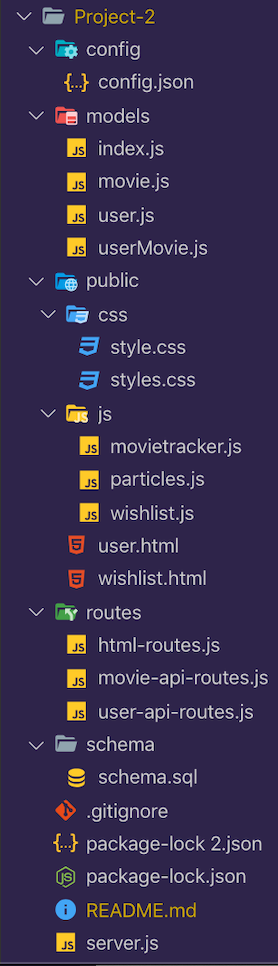 Project-2
config
config.json
models
index.js
movie.js
user.js
userMovie.js
public
css
style.css
styles.css
js
movietracker.js
particles.js
wishlist.js
user.html
wishlist.html
routes
html-routes.js
movie-api-routes.js
user-api-routes.js
schema
schema.sql
.gitignore
package-lock 2.json
package-lock.json
README.md
server.js